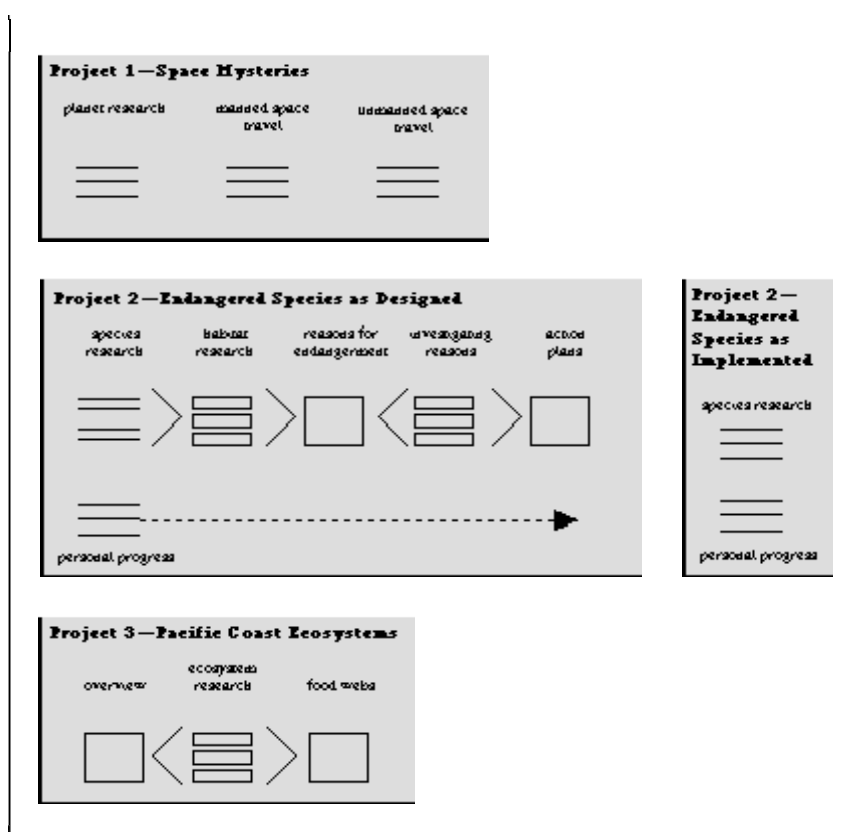 Project 1—Space Mysteries
planet research manned space unmanned space
travel travel
Project 2—Endangered Species as Designed
species habitat reasons for investigating action
research research endangerment reasons plans
personal progress
Project 2—
Endangered
Species as
Implemented
species research
personal progress
Project 3—Pacific Coast Ecosystems
ecosystem
overview research food webs